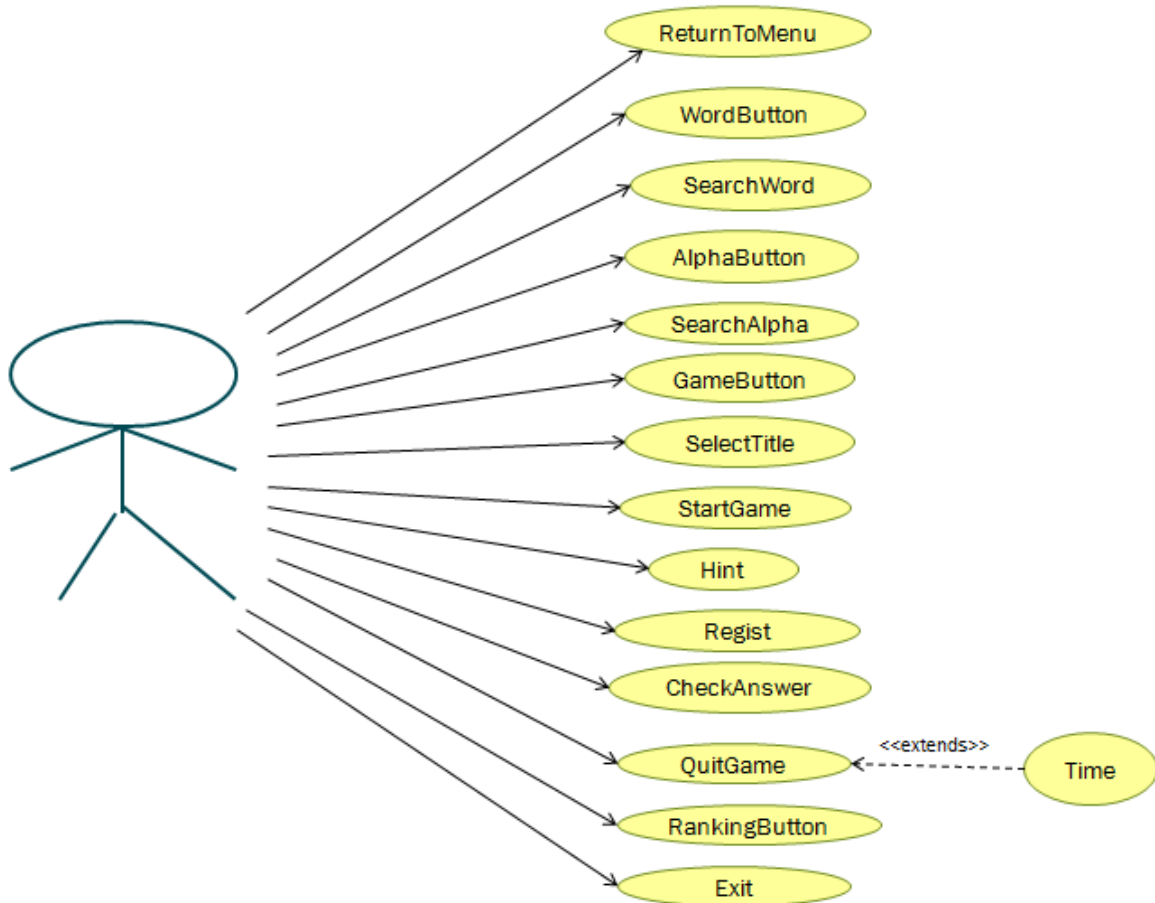 ReturnToMenu
WordButton
SearchWord
AlphaButton
SearchAlpha
GameButton
SelectTitle
StartGame
Hint
Regist
CheckAnswer
<<extends>>
QuitGame
Time
RankingButton
Exit